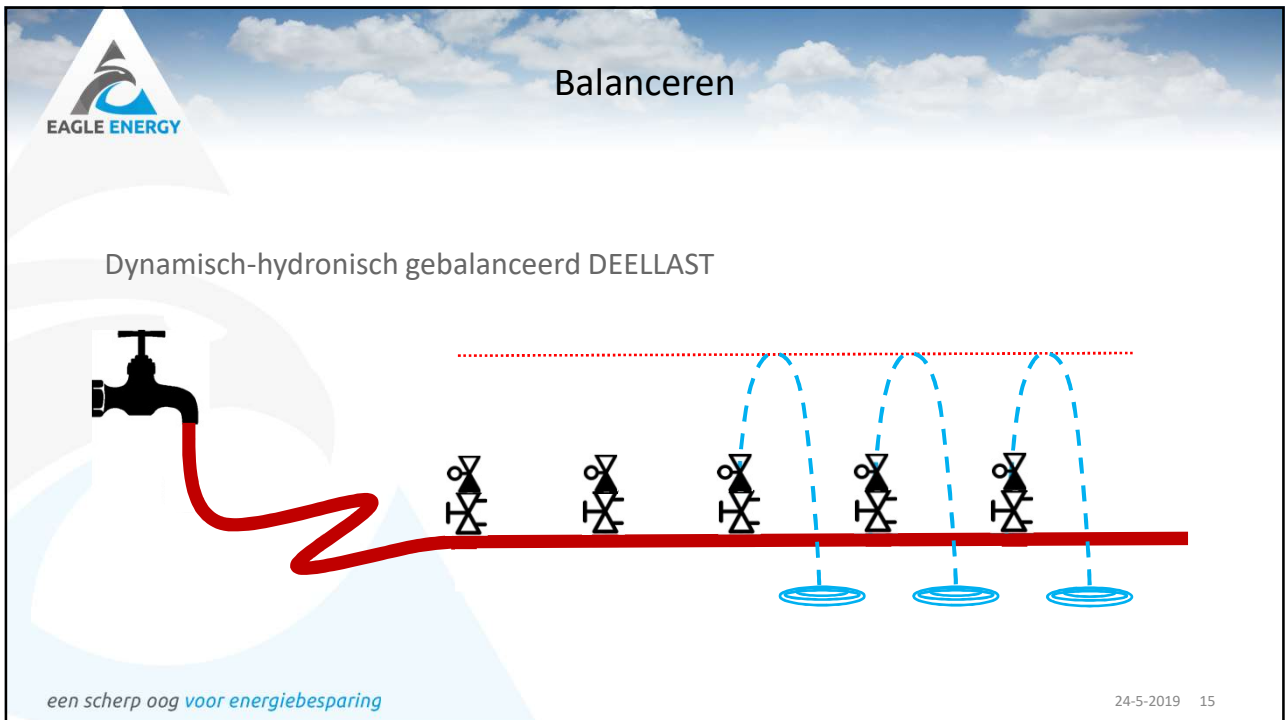 Balanceren
EAGLE ENERGY
Dynamisch-hydronisch gebalanceerd DEELLAST
een scherp oog voor energiebesparing
24-5-2019 15